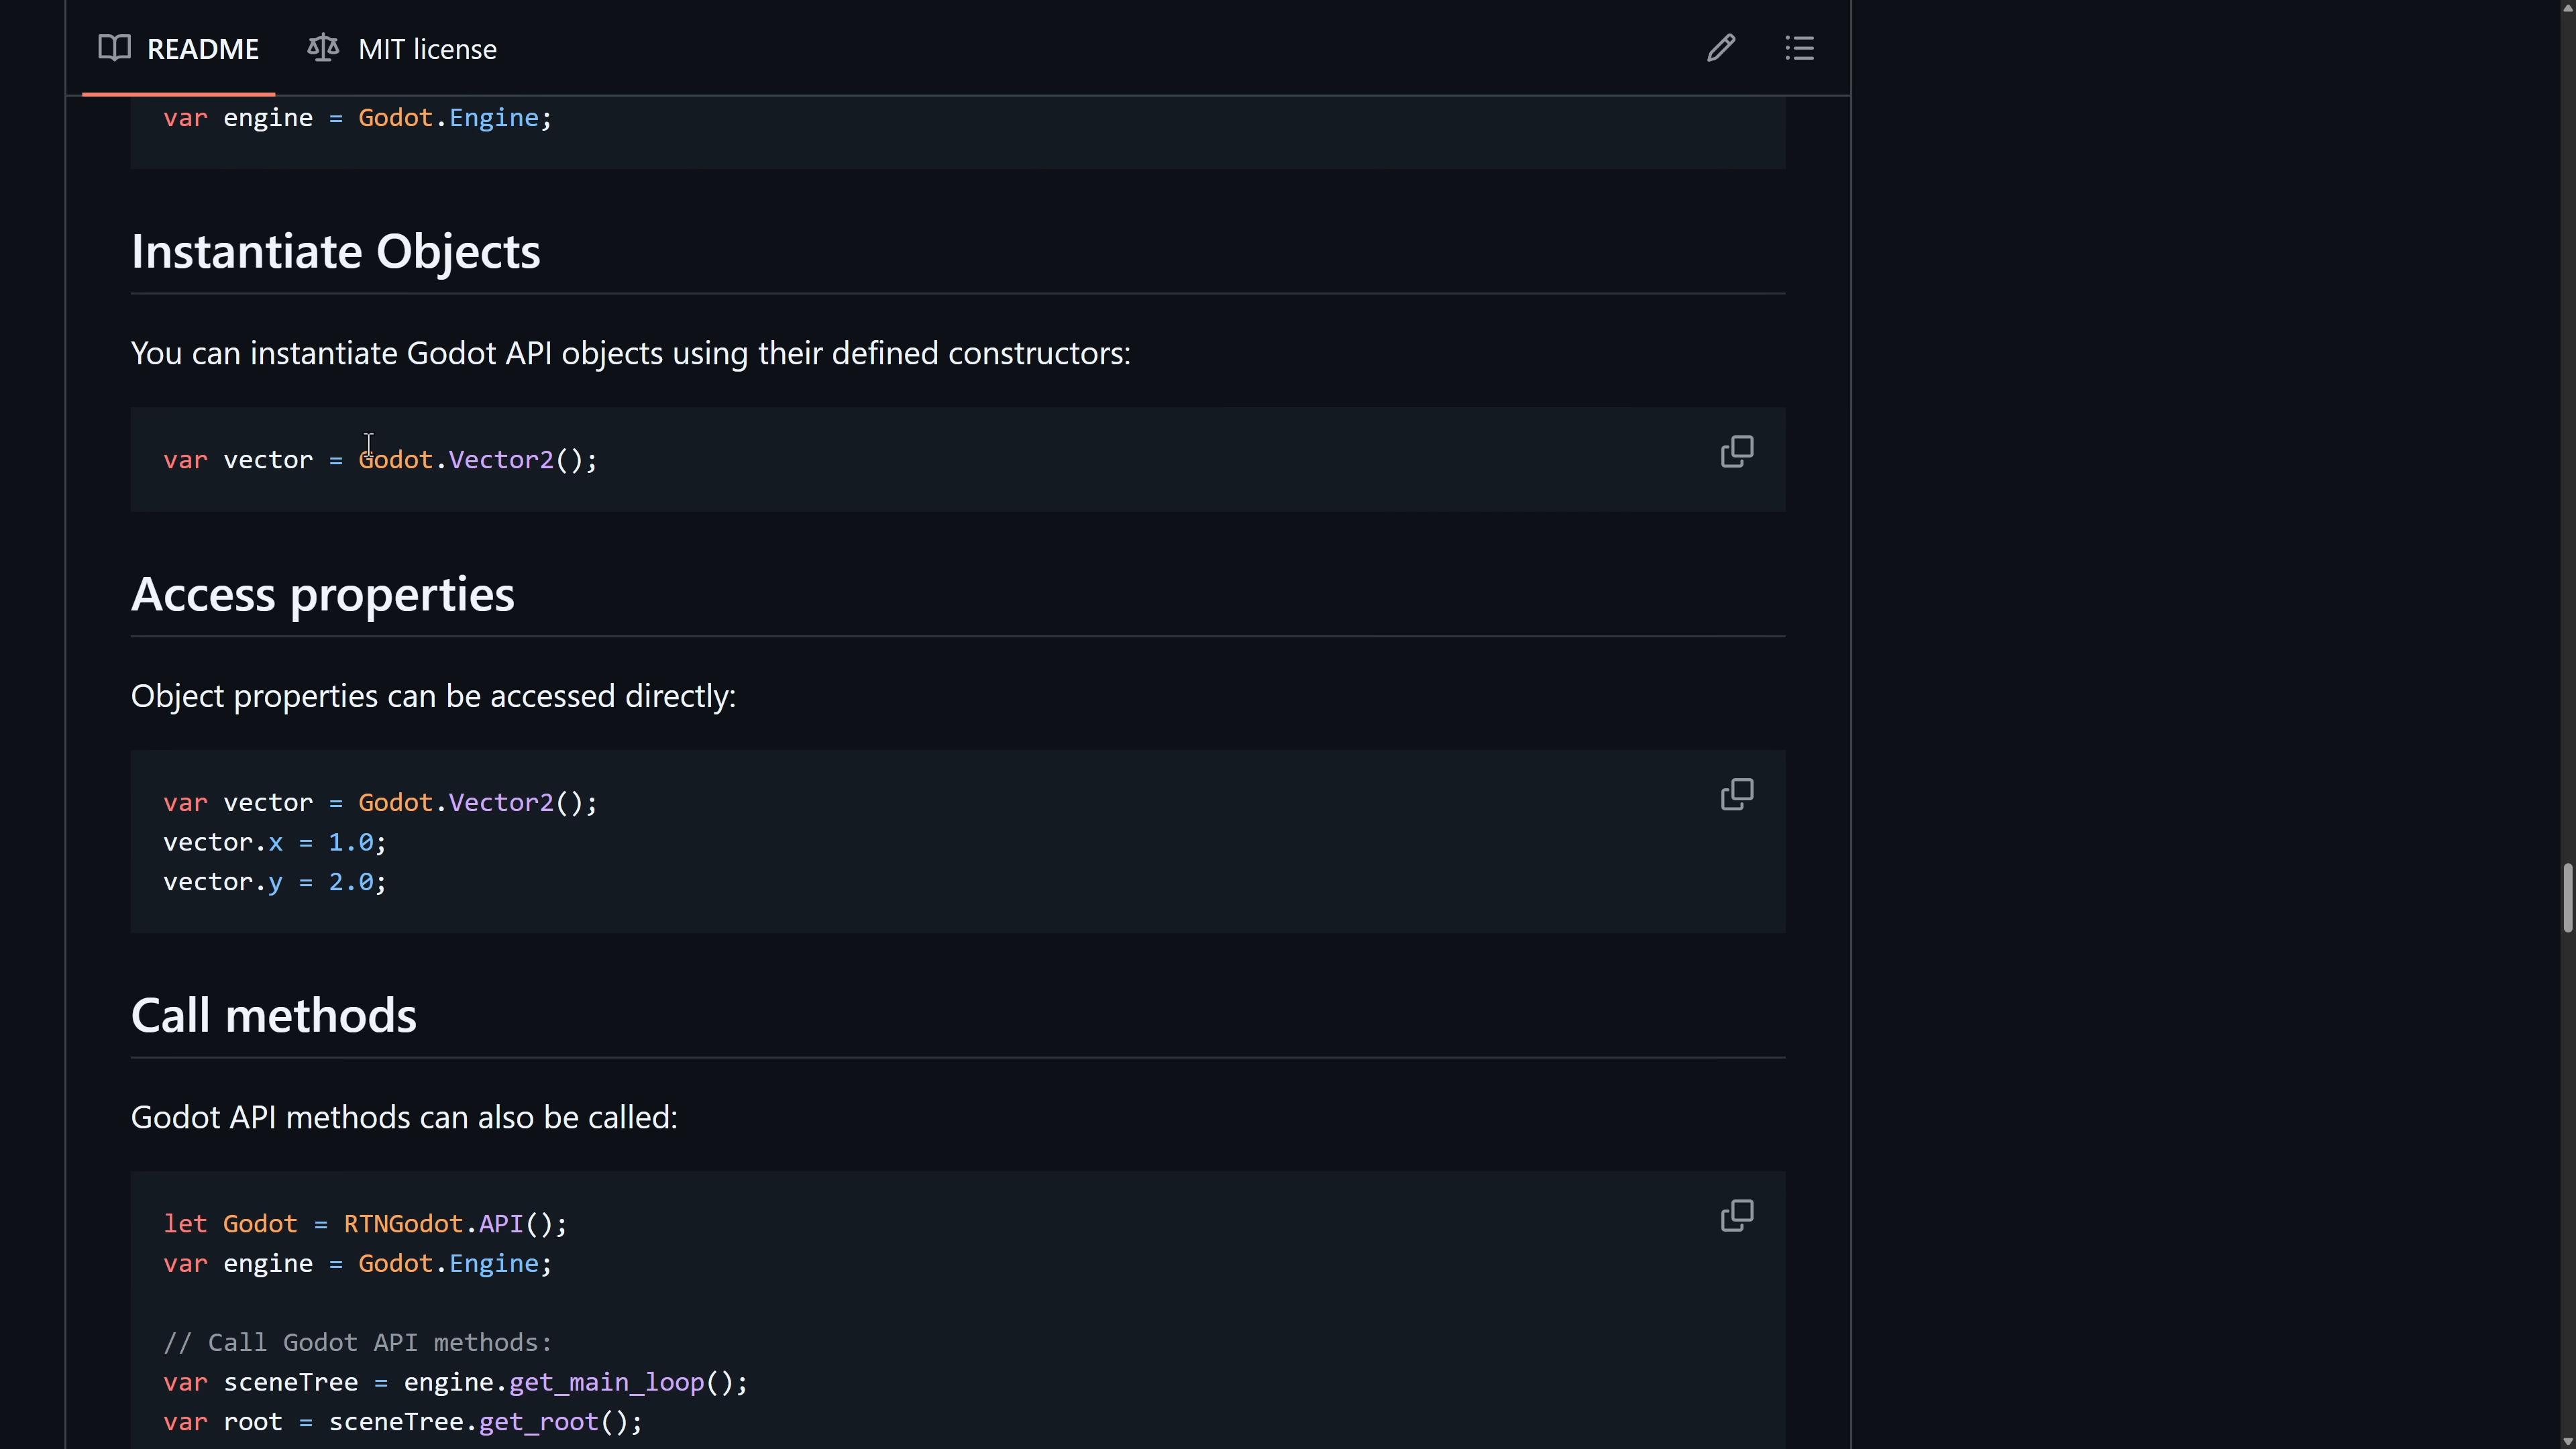 README
MIT license
var engine = Godot.Engine;
Instantiate Objects
You can instantiate Godot API objects using their defined constructors:
var vector = Godot.Vector2();
Access properties
Object properties can be accessed directly:
var vector = Godot.Vector2();
vector.x = 1.0;
vector.y = 2.0;
Call methods
Godot API methods can also be called:
let Godot = RTNGodot.API();
var engine = Godot.Engine;
// Call Godot API methods:
var sceneTree = engine.get_main_loop();
var root = sceneTree.get_root();